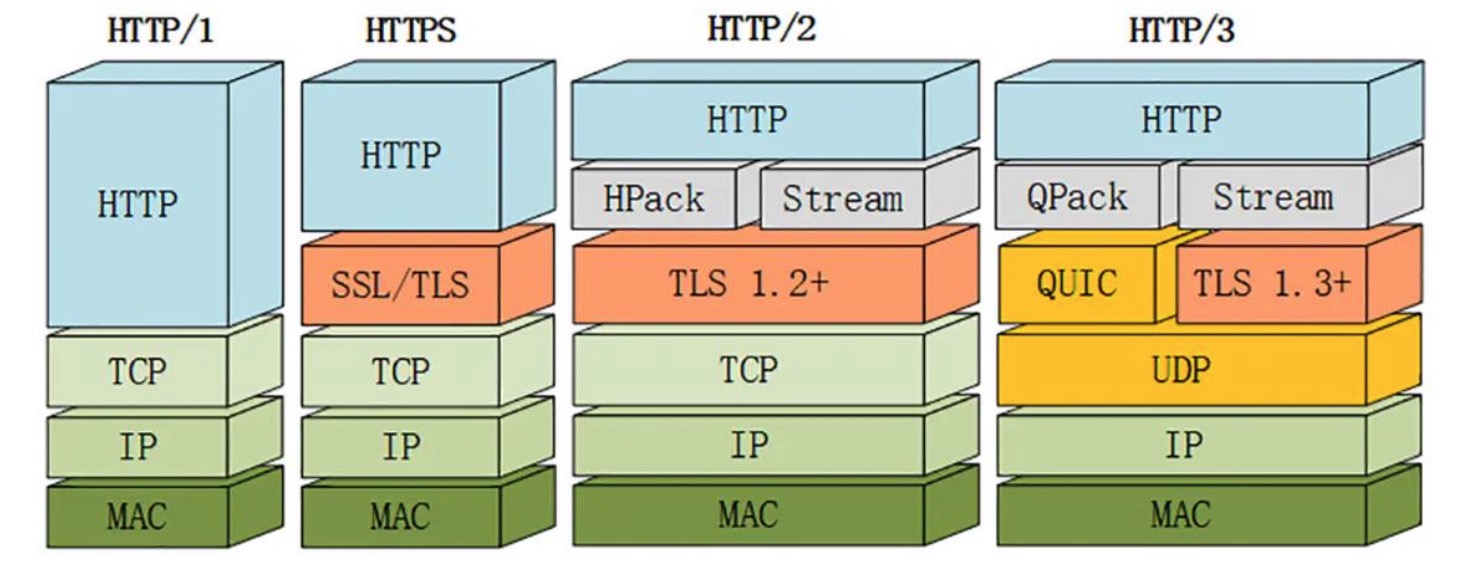 HTTP/1
HTTPS
HTTP/2
HTTP/3
HTTP
TCP
IP
MAC
HTTP
SSL/TLS
TCP
IP
MAC
HTTP
HPack
Stream
TLS 1.2+
TCP
IP
MAC
HTTP
QPack
Stream
QUIC
TLS 1.3+
UDP
IP
MAC